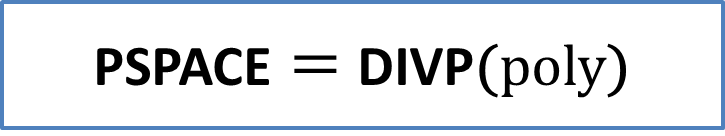 PSPACE = DIVP(poly)